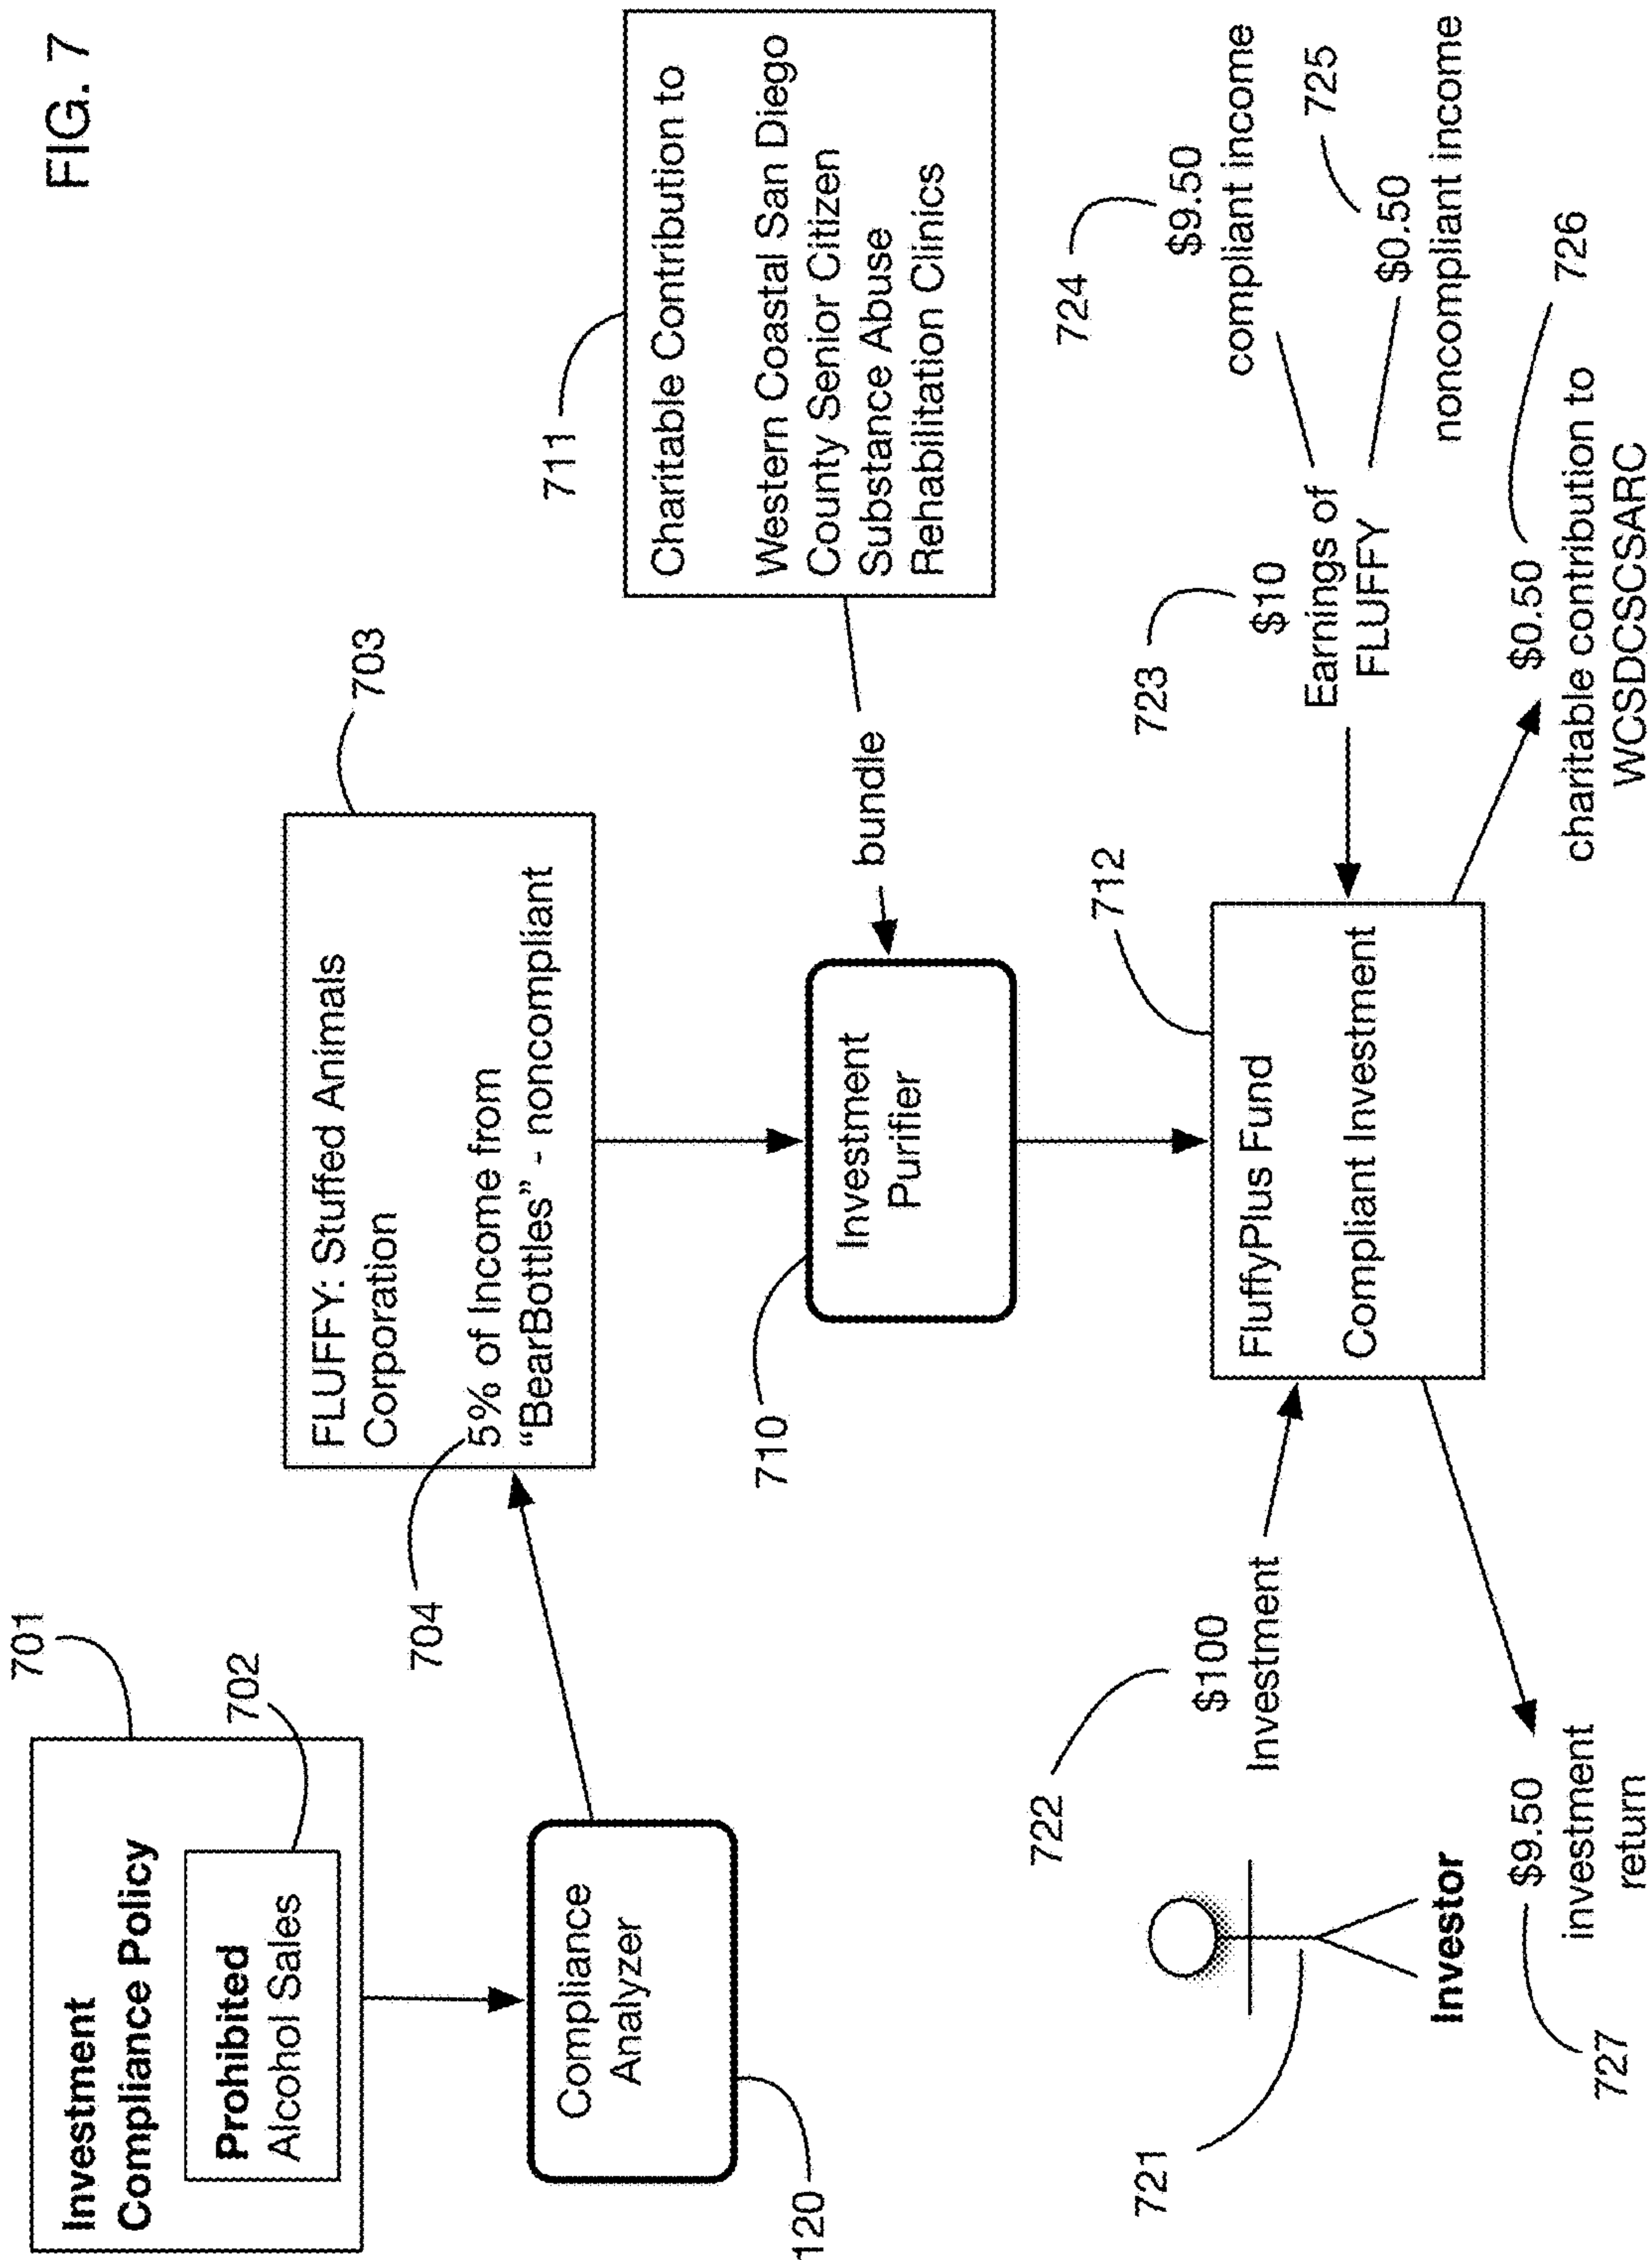 FIG. 7
701
Investment
Compliance Policy
702
Prohibited
Alcohol Sales
Compliance
Analyzer
120
703
FLUFFY: Stuffed Animals
Corporation
704
5% of Income from
“BearBottles” - noncompliant
710
Investment
Purifier
bundle
711
Charitable Contribution to
Western Coastal San Diego
County Senior Citizen
Substance Abuse
Rehabilitation Clinics
712
FluffyPlus Fund
Compliant Investment
721
Investor
722
$100
Investment
723
$10
Earnings of
FLUFFY
724
$9.50
compliant income
725
$0.50
noncompliant income
726
$0.50
charitable contribution to
WCSDCSCSARC
727
$9.50
investment
return